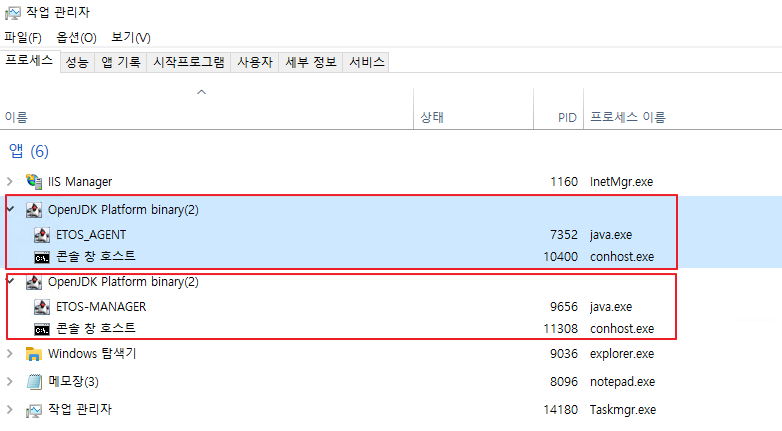 작업 관리자
파일(F) 옵션(O) 보기(V)
프로세스 성능 앱 기록 시작프로그램 사용자 세부 정보 서비스
이름 상태 PID 프로세스 이름
앱 (6)
IIS Manager 1160 InetMgr.exe
OpenJDK Platform binary(2)
ETOS_AGENT 7352 java.exe
C:\. 콘솔 창 호스트 10400 conhost.exe
OpenJDK Platform binary(2)
ETOS-MANAGER 9656 java.exe
C:\. 콘솔 창 호스트 11308 conhost.exe
Windows 탐색기 9036 explorer.exe
메모장(3) 8096 notepad.exe
작업 관리자 14180 Taskmgr.exe